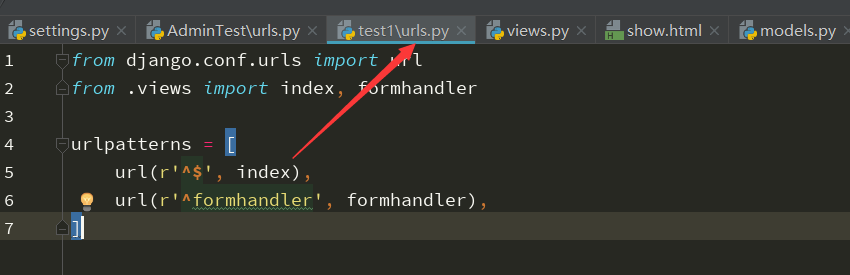 settings.py AdminTest\urls.py test1\urls.py views.py show.html models.py
1 from django.conf.urls import url
2 from .views import index, formhandler
3
4 urlpatterns = [
5     url(r'^$', index),
6     url(r'^formhandler', formhandler),
7 ]